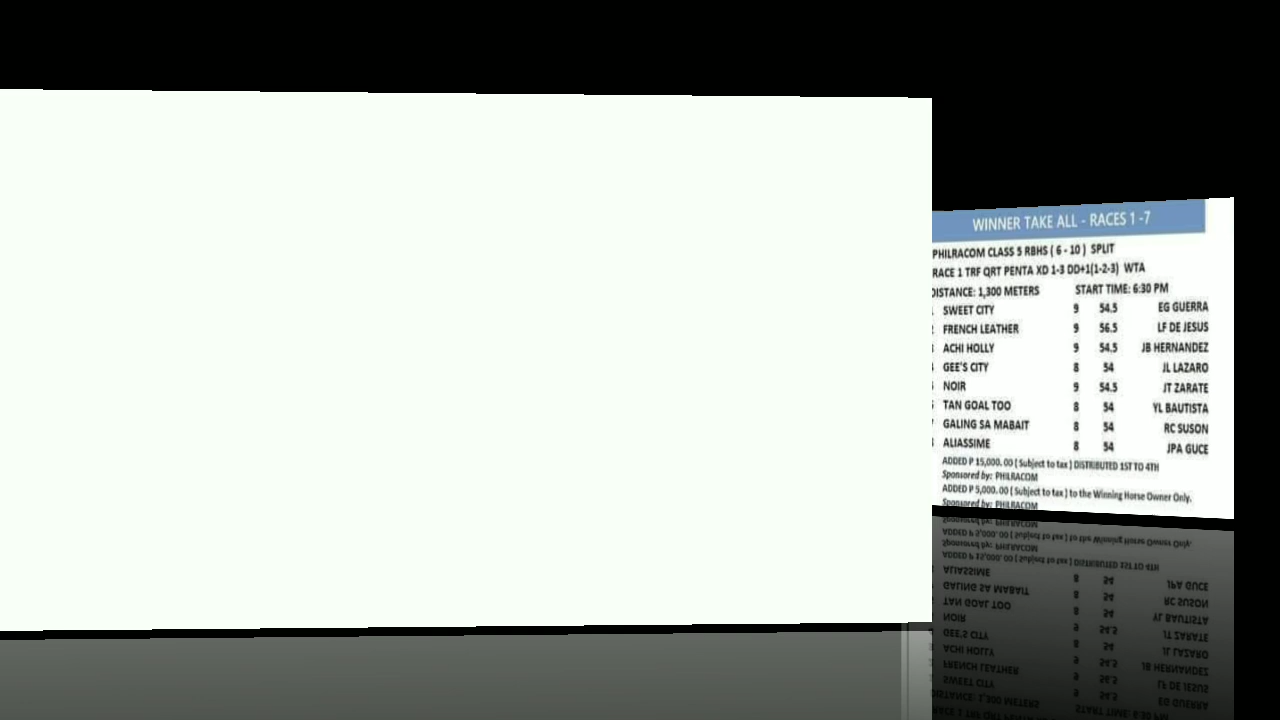 WINNER TAKE ALL - RACES 1 -7
PHILRACOM CLASS 5 RBHS ( 6 - 10 ) SPLIT
RACE 1 TRF QRT PENTA XD 1-3 DD+1(1-2-3) WTA
DISTANCE: 1,300 METERS START TIME: 6:30 PM
SWEET CITY 9 54.5 EG GUERRA
FRENCH LEATHER 9 56.5 LF DE JESUS
ACHI HOLLY 9 54.5 JB HERNANDEZ
GEE'S CITY 8 54 JL LAZARO
NOIR 9 54.5 JT ZARATE
TAN GOAL TOO 8 54 YL BAUTISTA
GALING SA MABAIT 8 54 RC SUSON
ALIASSIME 8 54 JPA GUCE
ADDED P 15,000. 00 ( Subject to tax ) DISTRIBUTED 1ST TO 4TH
Sponsored by: PHILRACOM
ADDED P 5,000. 00 ( Subject to tax ) to the Winning Horse Owner Only.
Sponsored by: PHILRACOM